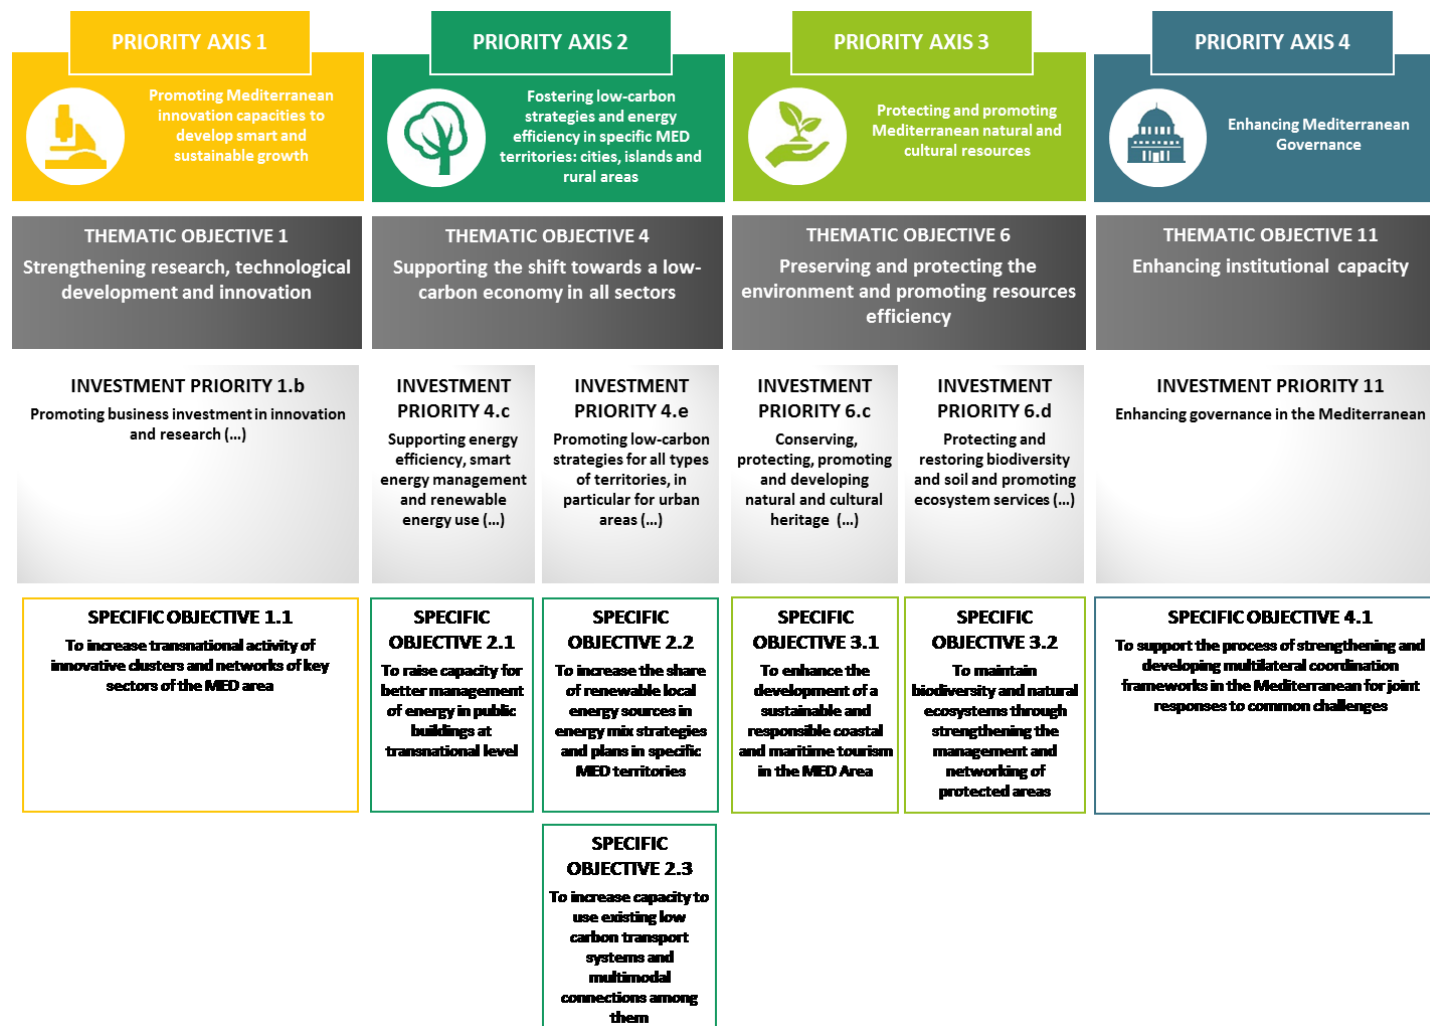 PRIORITY AXIS 1
Promoting Mediterranean
innovation capacities to
develop smart and
sustainable growth
PRIORITY AXIS 2
Fostering low-carbon
strategies and energy
efficiency in specific MED
territories: cities, islands and
rural areas
PRIORITY AXIS 3
Protecting and promoting
Mediterranean natural and
cultural resources
PRIORITY AXIS 4
Enhancing Mediterranean
Governance
THEMATIC OBJECTIVE 1
Strengthening research, technological
development and innovation
THEMATIC OBJECTIVE 4
Supporting the shift towards a low-
carbon economy in all sectors
THEMATIC OBJECTIVE 6
Preserving and protecting the
environment and promoting resources
efficiency
THEMATIC OBJECTIVE 11
Enhancing institutional capacity
INVESTMENT PRIORITY 1.b
Promoting business investment in innovation
and research (...)
INVESTMENT
PRIORITY 4.c
Supporting energy
efficiency, smart
energy management
and renewable
energy use (...)
INVESTMENT
PRIORITY 4.e
Promoting low-carbon
strategies for all types
of territories, in
particular for urban
areas (...)
INVESTMENT
PRIORITY 6.c
Conserving,
protecting, promoting
and developing
natural and cultural
heritage (...)
INVESTMENT
PRIORITY 6.d
Protecting and
restoring biodiversity
and soil and promoting
ecosystem services (...)
INVESTMENT PRIORITY 11
Enhancing governance in the Mediterranean
SPECIFIC OBJECTIVE 1.1
To increase transnational activity of
innovative clusters and networks of key
sectors of the MED area
SPECIFIC
OBJECTIVE 2.1
To raise capacity for
better management
of energy in public
buildings at
transnational level
SPECIFIC
OBJECTIVE 2.2
To increase the share
of renewable local
energy sources in
energy mix strategies
and plans in specific
MED territories
SPECIFIC
OBJECTIVE 3.1
To enhance the
development of a
sustainable and
responsible coastal
and maritime tourism
in the MED Area
SPECIFIC
OBJECTIVE 3.2
To maintain
biodiversity and natural
ecosystems through
strengthening the
management and
networking of
protected areas
SPECIFIC OBJECTIVE 4.1
To support the process of strengthening and
developing multilateral coordination
frameworks in the Mediterranean for joint
responses to common challenges
SPECIFIC
OBJECTIVE 2.3
To increase capacity to
use existing low
carbon transport
systems and
multimodal
connections among
them